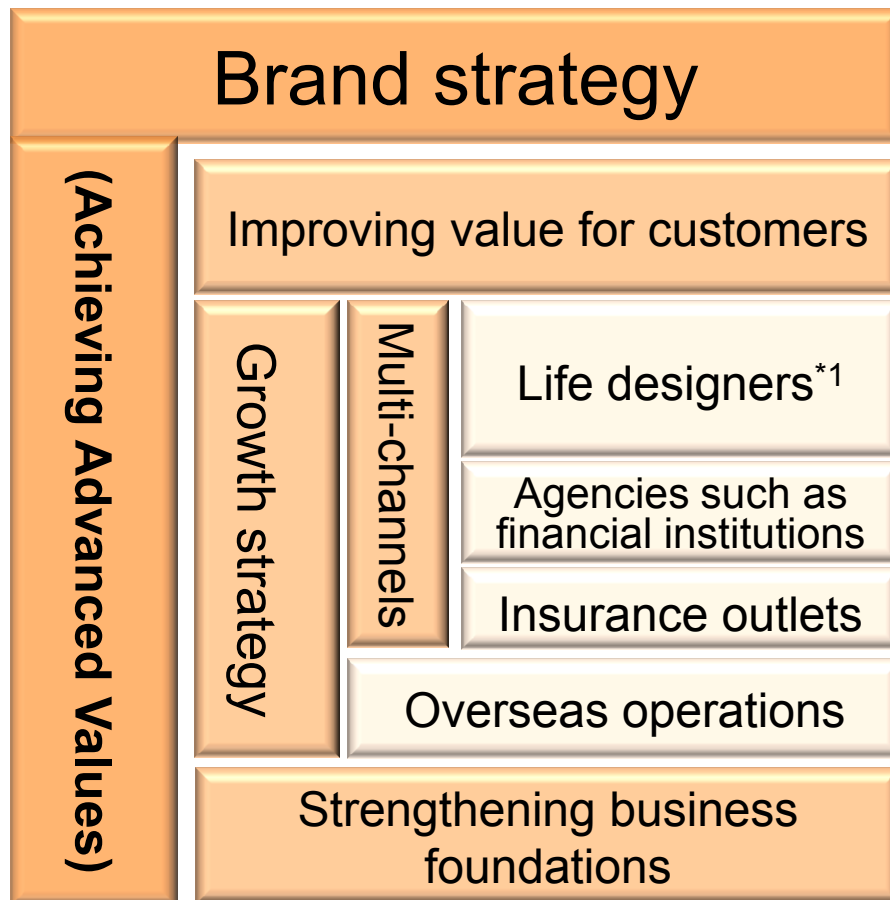 Brand strategy
(Achieving Advanced Values)
Improving value for customers
Growth strategy
Multi-channels
Life designers*1
Agencies such as
financial institutions
Insurance outlets
Overseas operations
Strengthening business
foundations